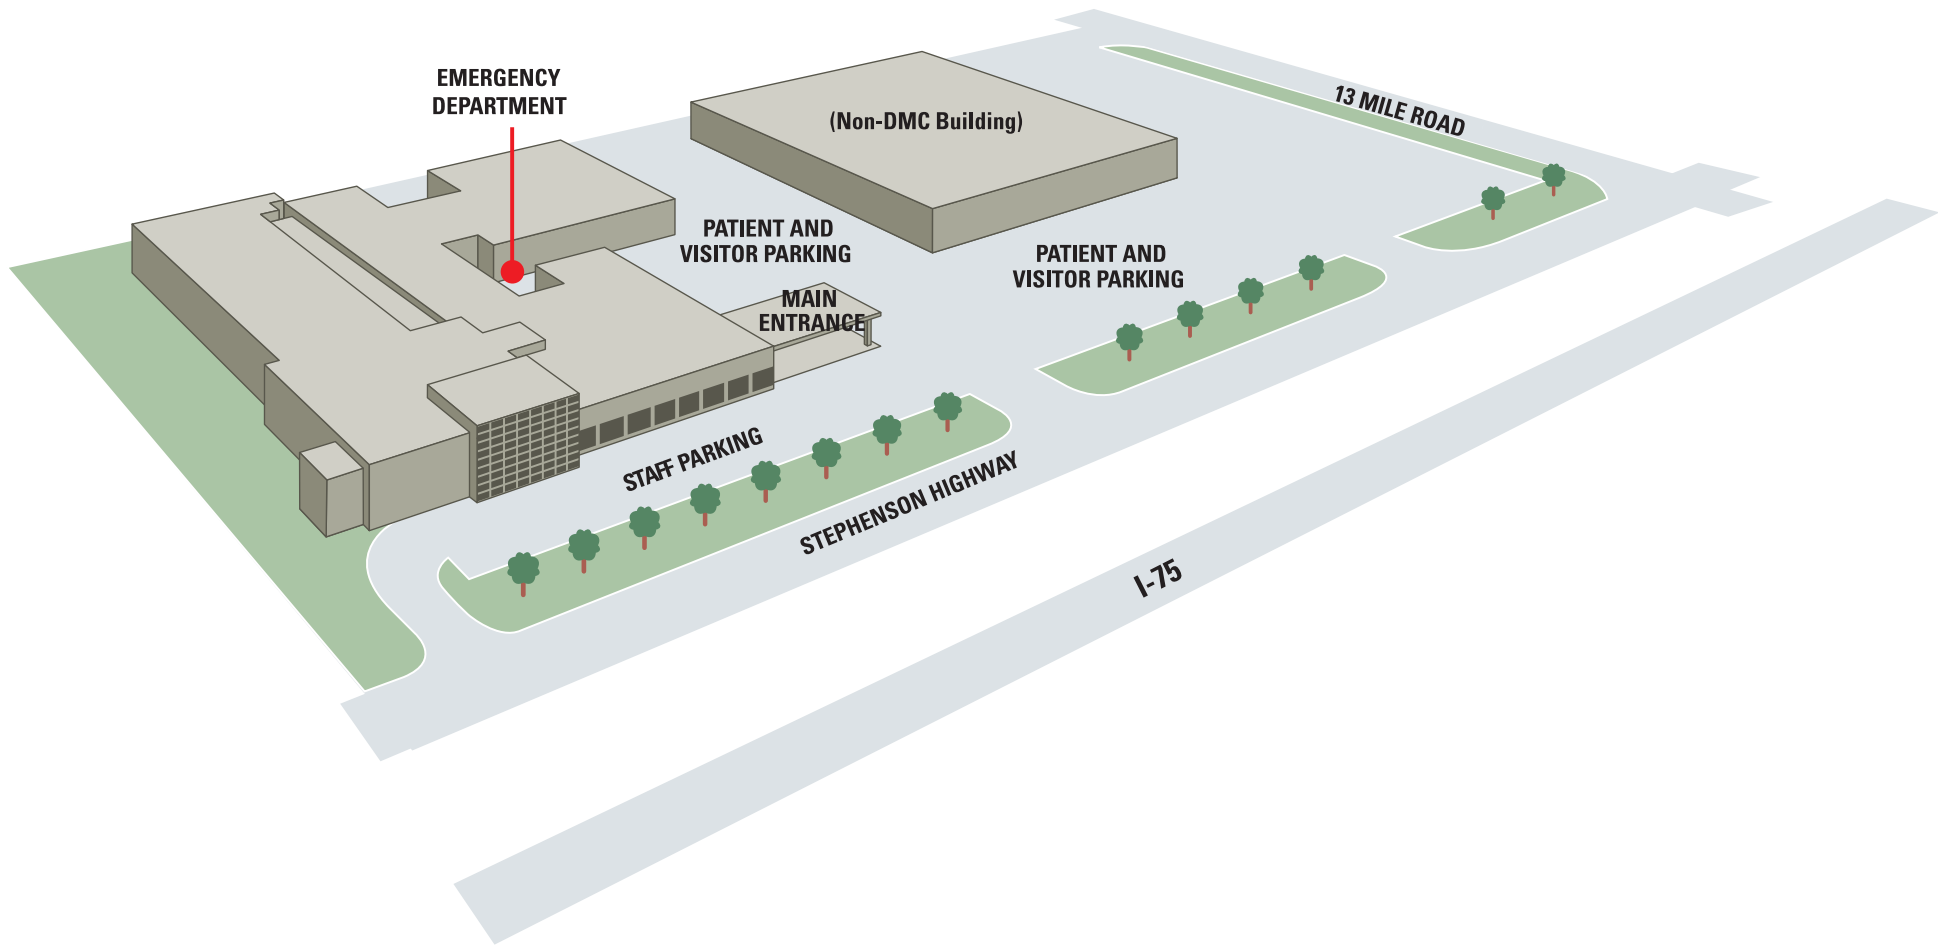 EMERGENCY
DEPARTMENT
(Non-DMC Building)
13 MILE ROAD
PATIENT AND
VISITOR PARKING
PATIENT AND
VISITOR PARKING
MAIN
ENTRANCE
STAFF PARKING
STEPHENSON HIGHWAY
I-75